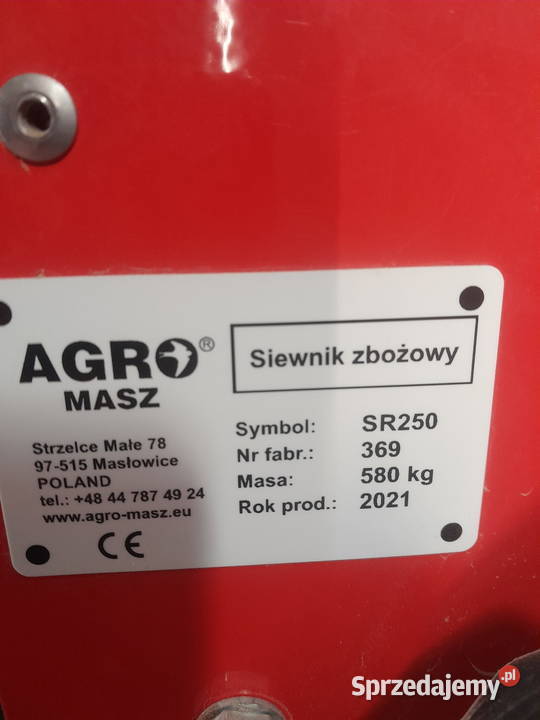 AGRO®
MASZ
Strzelce Małe 78
97-515 Masłowice
POLAND
tel.: +48 44 787 49 24
www.agro-masz.eu
CE
Siewnik zbożowy
Symbol: SR250
Nr fabr.: 369
Masa: 580 kg
Rok prod.: 2021
Sprzedajemy.pl